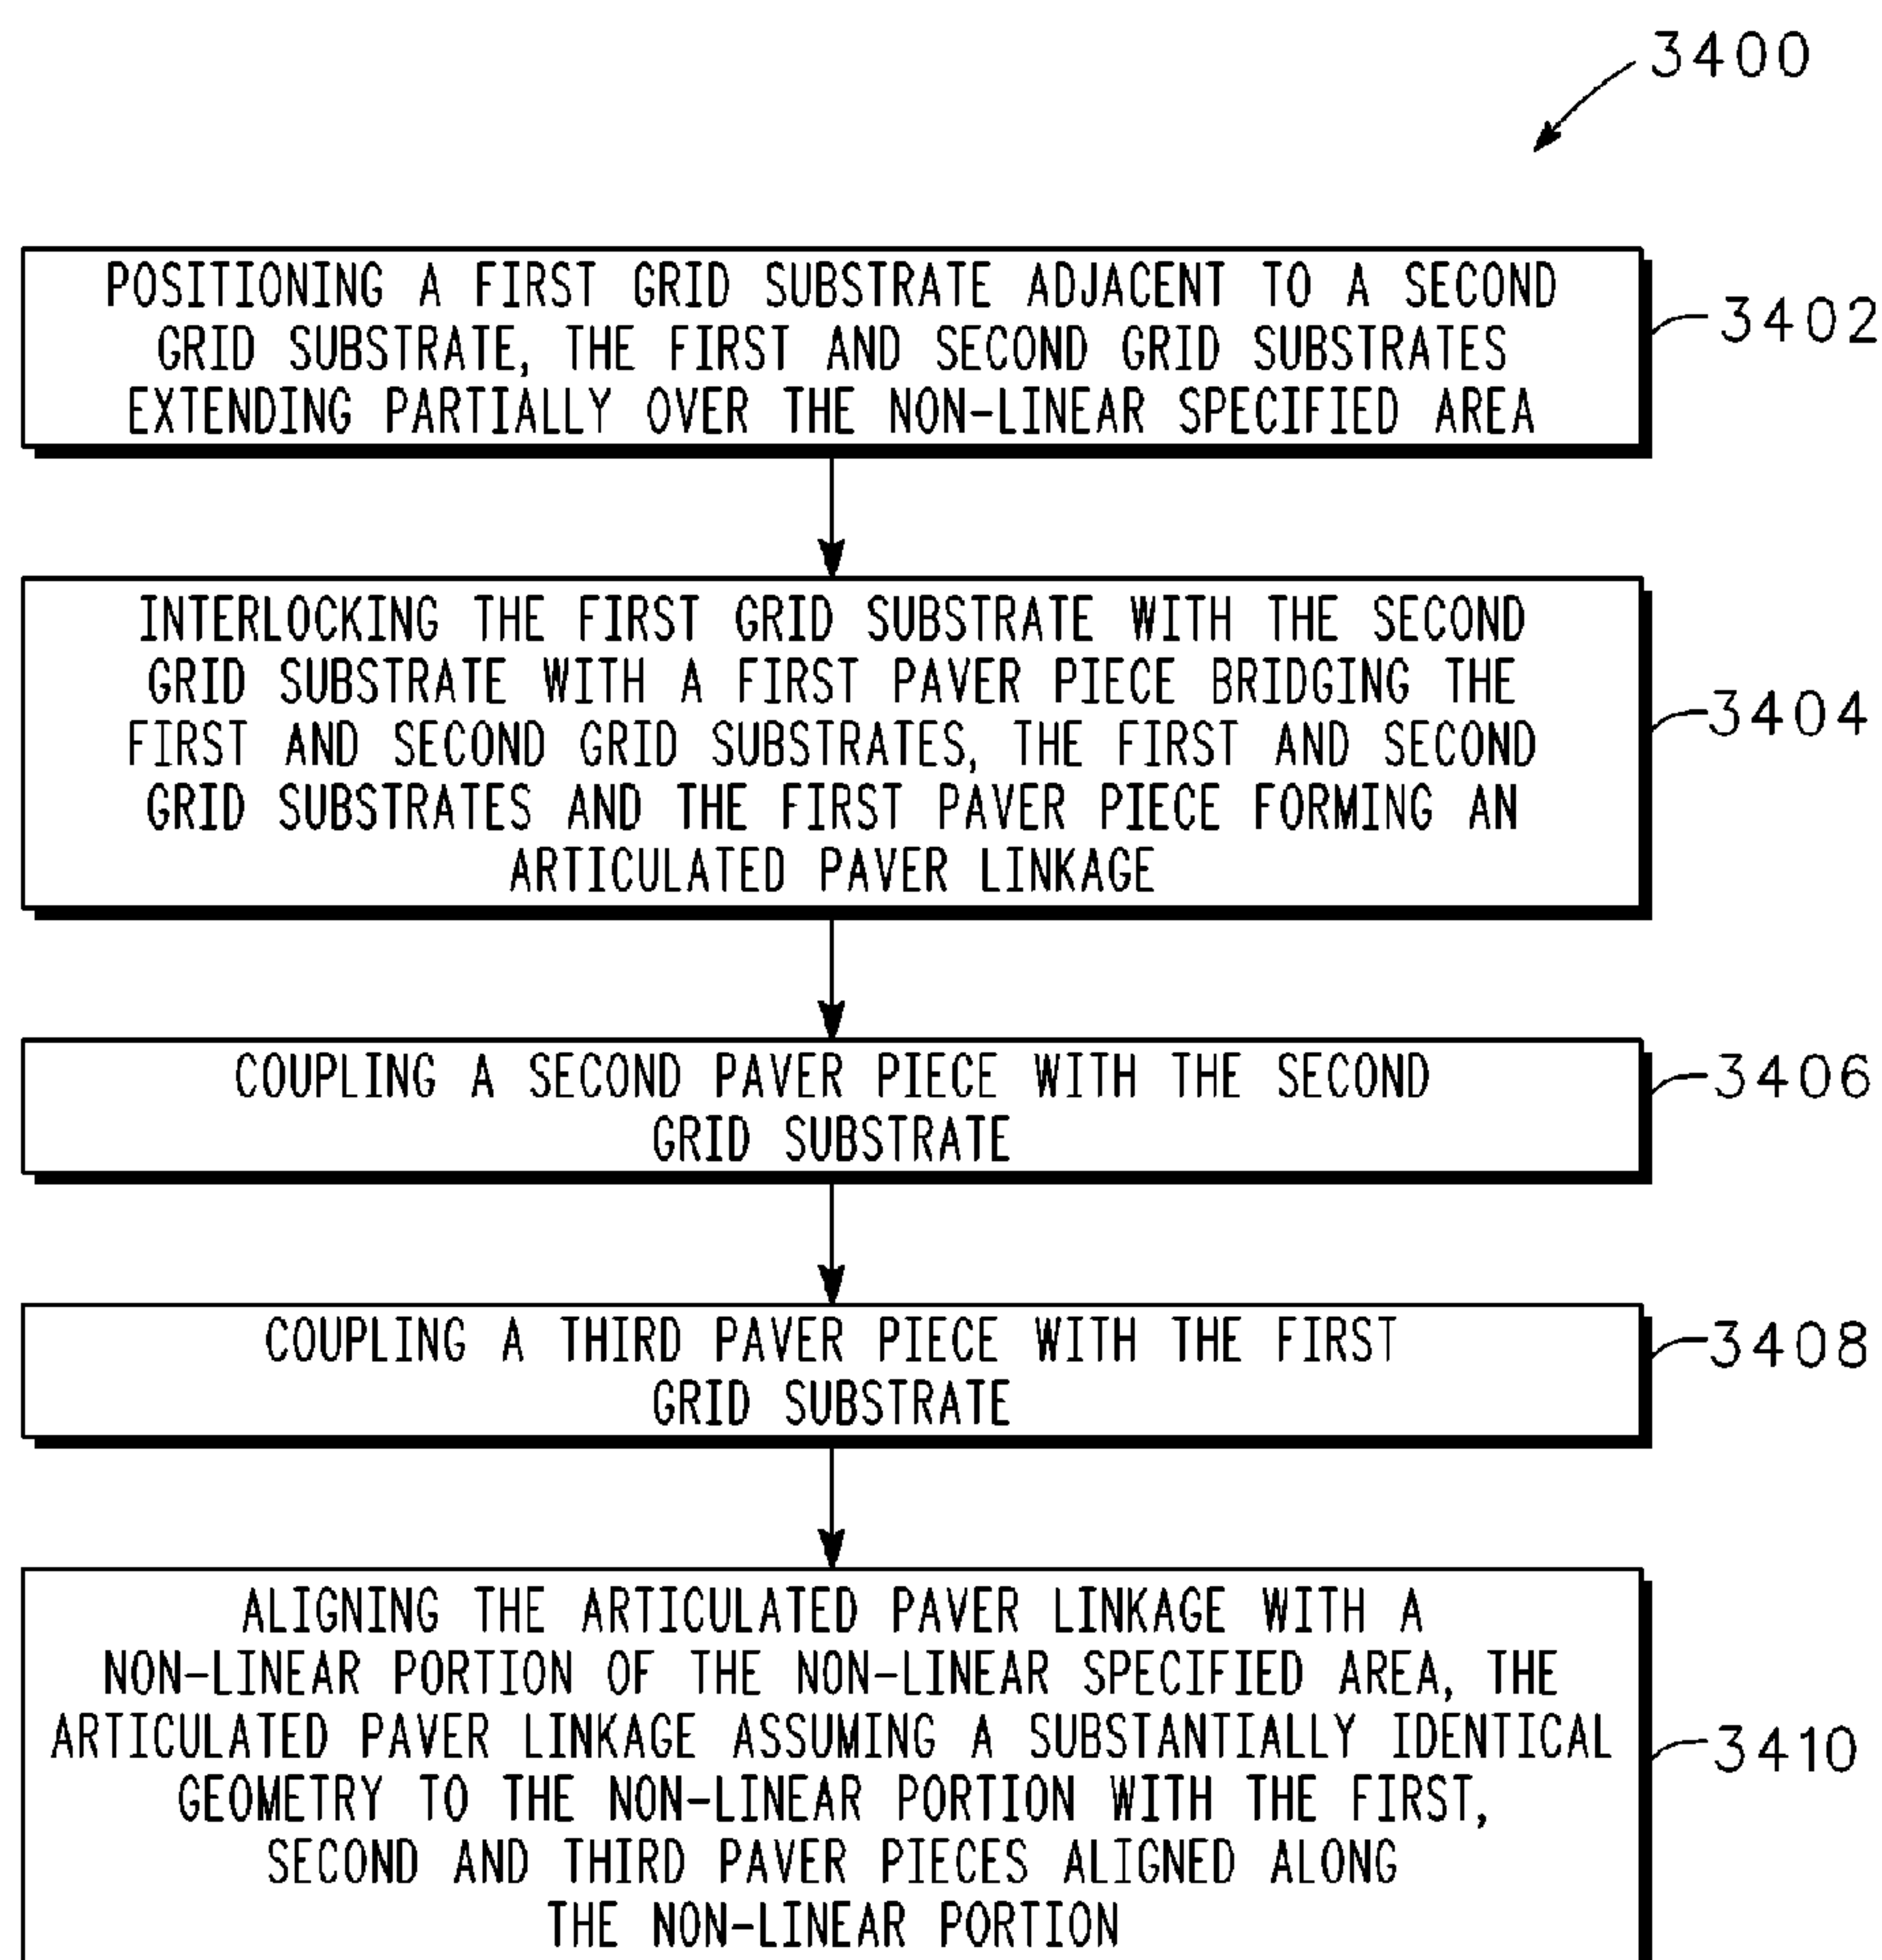 3400
POSITIONING A FIRST GRID SUBSTRATE ADJACENT TO A SECOND
GRID SUBSTRATE, THE FIRST AND SECOND GRID SUBSTRATES
EXTENDING PARTIALLY OVER THE NON-LINEAR SPECIFIED AREA
3402
INTERLOCKING THE FIRST GRID SUBSTRATE WITH THE SECOND
GRID SUBSTRATE WITH A FIRST PAVER PIECE BRIDGING THE
FIRST AND SECOND GRID SUBSTRATES, THE FIRST AND SECOND
GRID SUBSTRATES AND THE FIRST PAVER PIECE FORMING AN
ARTICULATED PAVER LINKAGE
3404
COUPLING A SECOND PAVER PIECE WITH THE SECOND
GRID SUBSTRATE
3406
COUPLING A THIRD PAVER PIECE WITH THE FIRST
GRID SUBSTRATE
3408
ALIGNING THE ARTICULATED PAVER LINKAGE WITH A
NON-LINEAR PORTION OF THE NON-LINEAR SPECIFIED AREA, THE
ARTICULATED PAVER LINKAGE ASSUMING A SUBSTANTIALLY IDENTICAL
GEOMETRY TO THE NON-LINEAR PORTION WITH THE FIRST,
SECOND AND THIRD PAVER PIECES ALIGNED ALONG
THE NON-LINEAR PORTION
3410